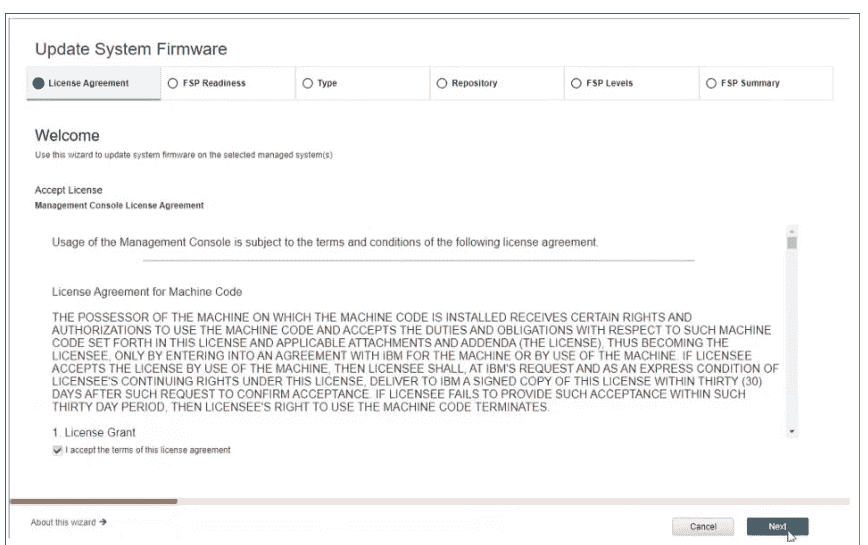 Update System Firmware
License Agreement
FSP Readiness
Type
Repository
FSP Levels
FSP Summary
Welcome
Use this wizard to update system firmware on the selected managed system(s)
Accept License
Management Console License Agreement
Usage of the Management Console is subject to the terms and conditions of the following license agreement.
License Agreement for Machine Code
THE POSSESSOR OF THE MACHINE ON WHICH THE MACHINE CODE IS INSTALLED RECEIVES CERTAIN RIGHTS AND
AUTHORIZATIONS TO USE THE MACHINE CODE AND ACCEPTS THE DUTIES AND OBLIGATIONS WITH RESPECT TO SUCH MACHINE
CODE SET FORTH IN THIS LICENSE AND APPLICABLE ATTACHMENTS AND ADDENDA (THE LICENSE), THUS BECOMING THE
LICENSEE, ONLY BY ENTERING INTO AN AGREEMENT WITH IBM FOR THE MACHINE OR BY USE OF THE MACHINE. IF LICENSEE
ACCEPTS THE LICENSE BY USE OF THE MACHINE, THEN LICENSEE SHALL, AT IBM'S REQUEST AND AS AN EXPRESS CONDITION OF
LICENSEE'S CONTINUING RIGHTS UNDER THIS LICENSE, DELIVER TO IBM A SIGNED COPY OF THIS LICENSE WITHIN THIRTY (30)
DAYS AFTER SUCH REQUEST TO CONFIRM ACCEPTANCE. IF LICENSEE FAILS TO PROVIDE SUCH ACCEPTANCE WITHIN SUCH
THIRTY DAY PERIOD, THEN LICENSEE'S RIGHT TO USE THE MACHINE CODE TERMINATES.
1. License Grant
I accept the terms of this license agreement
About this wizard →
Cancel
Next